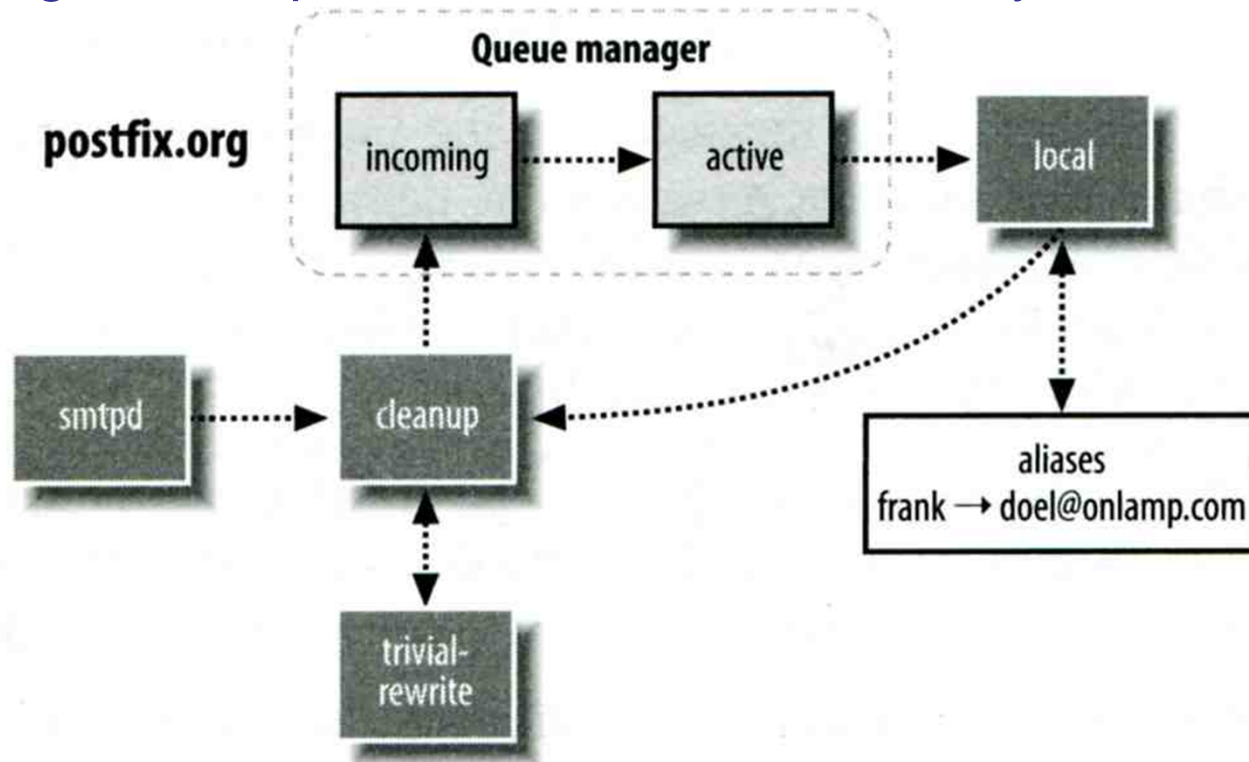 Queue manager
postfix.org
incoming
active
local
smtpd
cleanup
aliases
frank → doel@onlamp.com
trivial-
rewrite